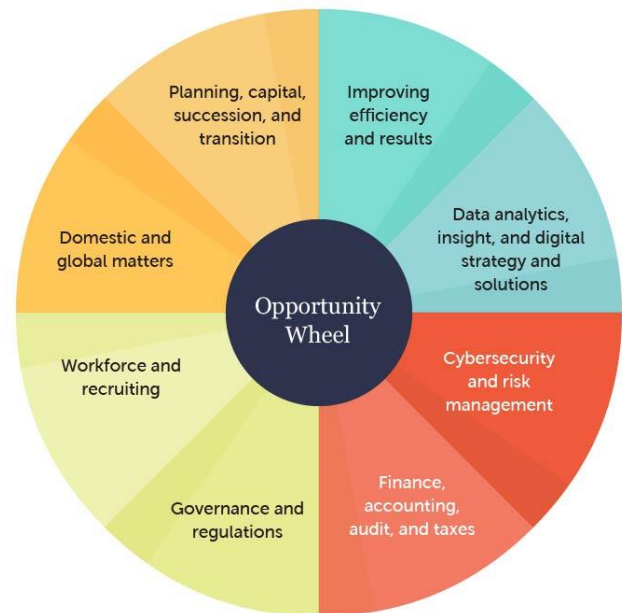 Planning, capital,
succession, and
transition
Improving
efficiency
and results
Data analytics,
insight, and digital
strategy and
solutions
Cybersecurity
and risk
management
Finance,
accounting,
audit, and taxes
Governance and
regulations
Workforce and
recruiting
Domestic and
global matters
Opportunity
Wheel